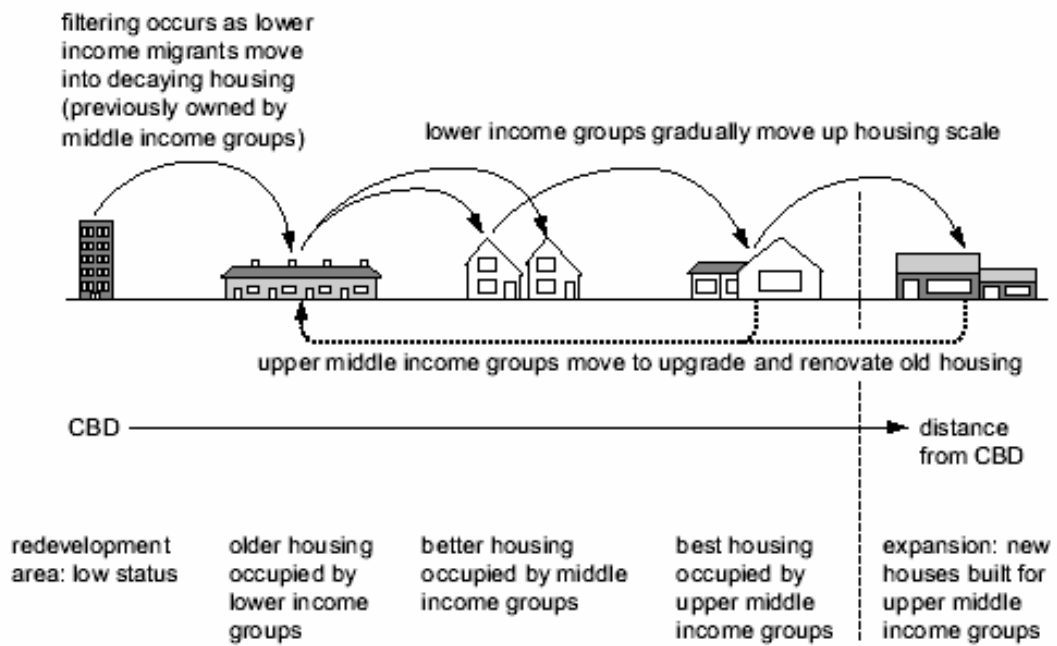 filtering occurs as lower
income migrants move
into decaying housing
(previously owned by
middle income groups)
lower income groups gradually move up housing scale
upper middle income groups move to upgrade and renovate old housing
CBD
distance
from CBD
redevelopment
area: low status
older housing
occupied by
lower income
groups
better housing
occupied by middle
income groups
best housing
occupied by
upper middle
income groups
expansion: new
houses built for
upper middle
income groups